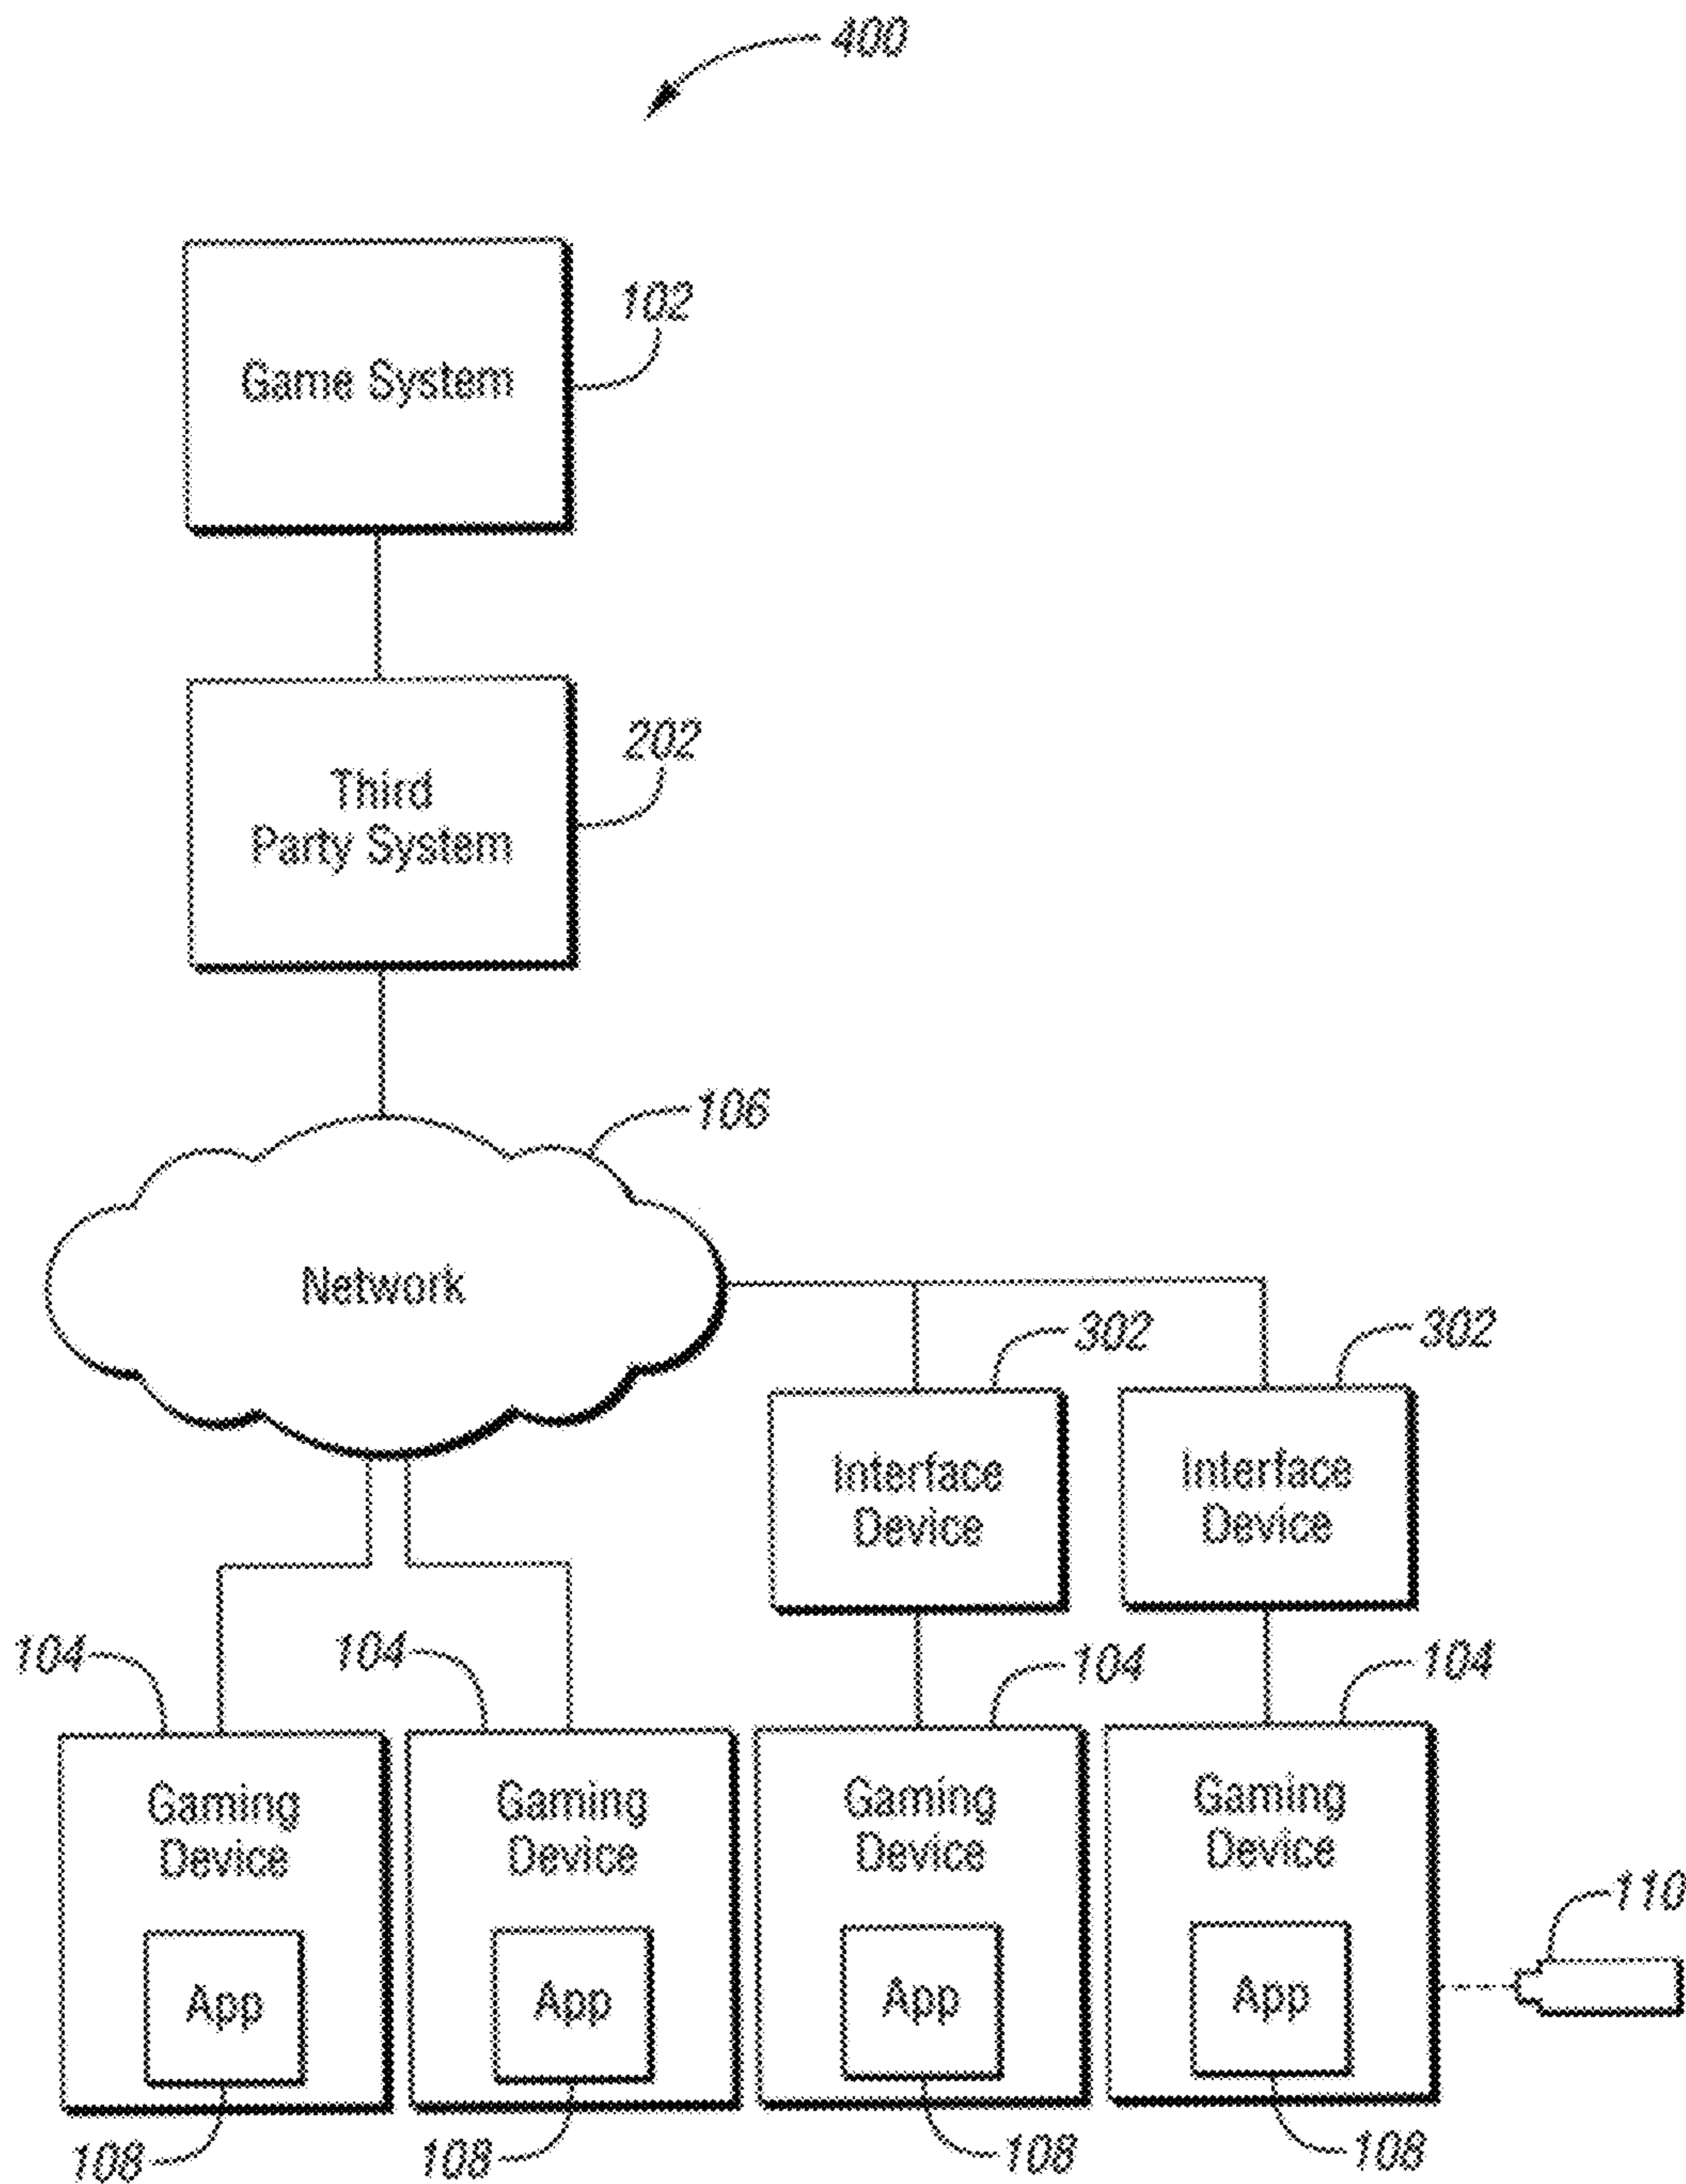 400
102
Game System
202
Third
Party System
106
Network
302
302
Interface
Device
Interface
Device
104
104
104
104
Gaming
Device
Gaming
Device
Gaming
Device
Gaming
Device
110
App
App
App
App
108
108
108
108